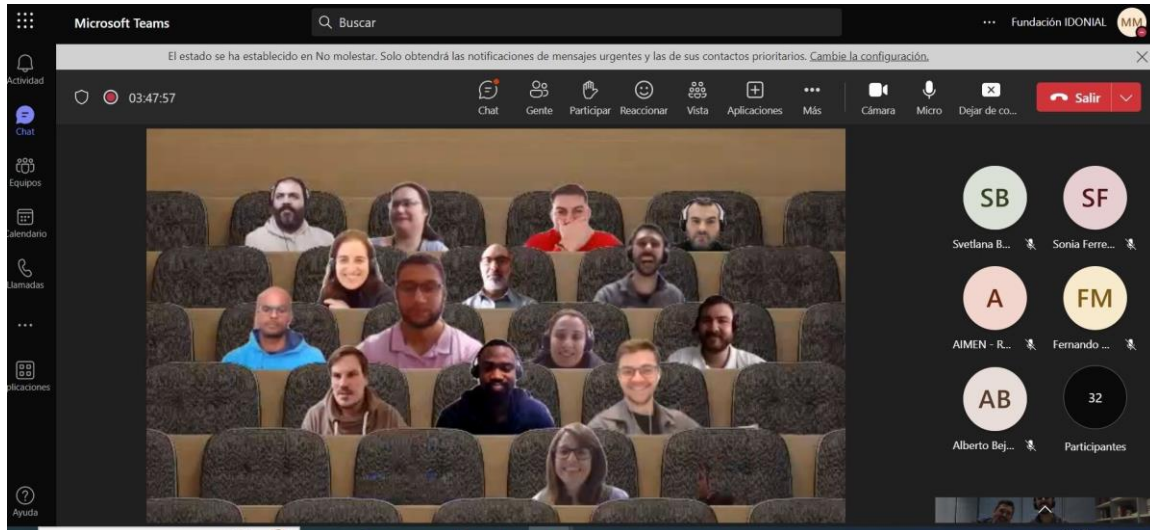 Microsoft Teams
Buscar
Fundación IDONIAL
MM
El estado se ha establecido en No molestar. Solo obtendrá las notificaciones de mensajes urgentes y las de sus contactos prioritarios. Cambie la configuración.
Actividad
Chat
Equipos
Calendario
Llamadas
plicaciones
Ayuda
03:47:57
Chat
Gente
Participar
Reaccionar
Vista
Aplicaciones
Más
Cámara
Micro
Dejar de co...
Salir
SB
SF
Svetlana B...
Sonia Ferre...
A
FM
AIMEN - R...
Fernando ...
AB
32
Alberto Bej...
Participantes